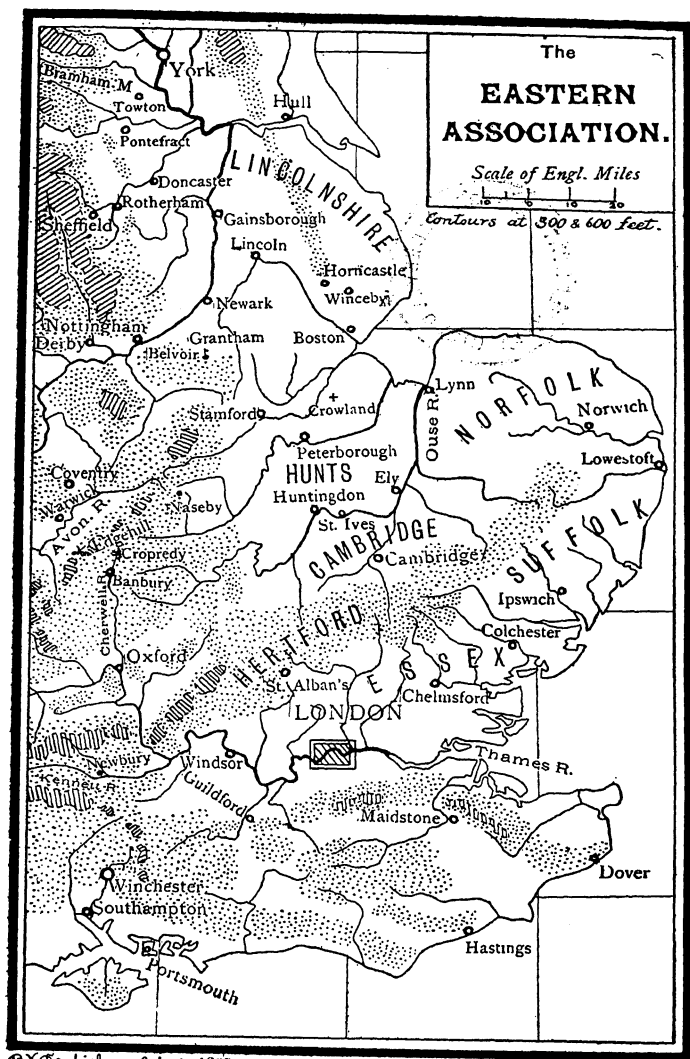 The
EASTERN
ASSOCIATION.
Scale of Engl. Miles
10 0 10 20
Contours at 300 & 600 feet.
York
Bramham M
Towton
Hull
Pontefract
LINCOLNSHIRE
Doncaster
Rotherham
Sheffield
Gainsborough
Lincoln
Horncastle
Winceby
Newark
Nottingham
Derby
Grantham
Boston
Belvoir
Lynn
NORFOLK
Stamford
Crowland
Ouse R.
Norwich
Peterborough
Lowestoft
HUNTS
Ely
Coventry
Huntingdon
Warwick
Naseby
St. Ives
Avon R.
CAMBRIDGE
SUFFOLK
Edgehill
Cropredy
Cambridge
Banbury
Cherwell R.
Ipswich
HERTFORD
Colchester
Oxford
ESSEX
St. Alban's
Chelmsford
LONDON
Newbury
Windsor
Thames R.
Kennett R.
Guildford
Maidstone
Dover
Winchester
Southampton
Hastings
Portsmouth